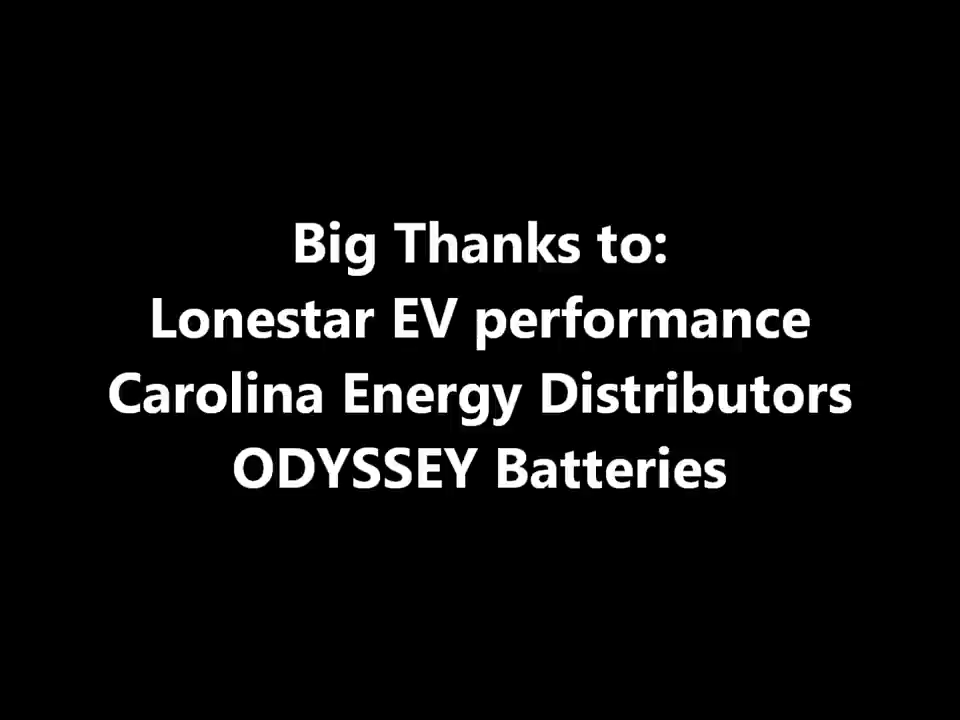 Big Thanks to:
Lonestar EV performance
Carolina Energy Distributors
ODYSSEY Batteries